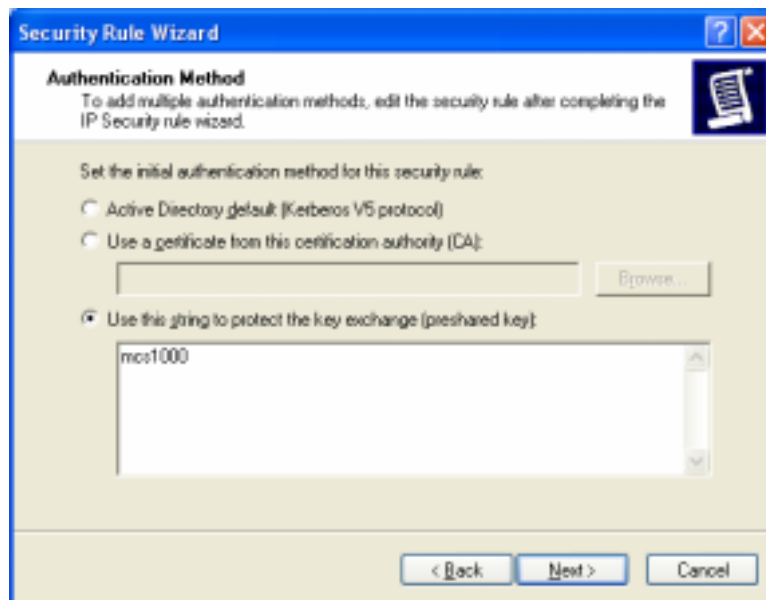 Security Rule Wizard
Authentication Method
To add multiple authentication methods, edit the security rule after completing the
IP Security rule wizard.
Set the initial authentication method for this security rule:
Active Directory default (Kerberos V5 protocol)
Use a certificate from this certification authority (CA):
Browse...
Use this string to protect the key exchange (preshared key):
mcs1000
< Back
Next >
Cancel